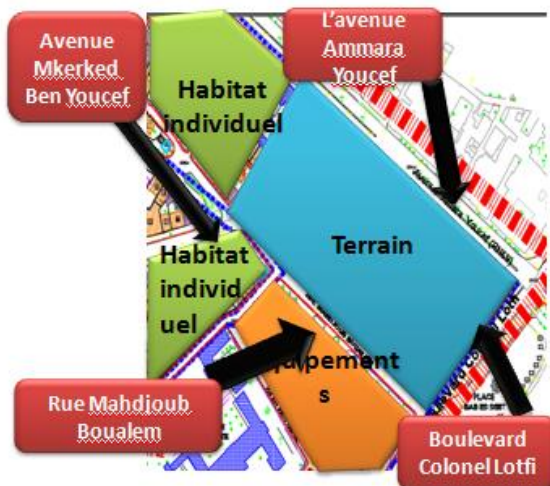 Avenue
Mkerked
Ben Youcef
L'avenue
Ammara
Youcef
Habitat
individuel
Terrain
Habitat
individ
uel
quipement
s
Rue Mahdjoub
Boualem
Boulevard
Colonel Lotfi
PLACE